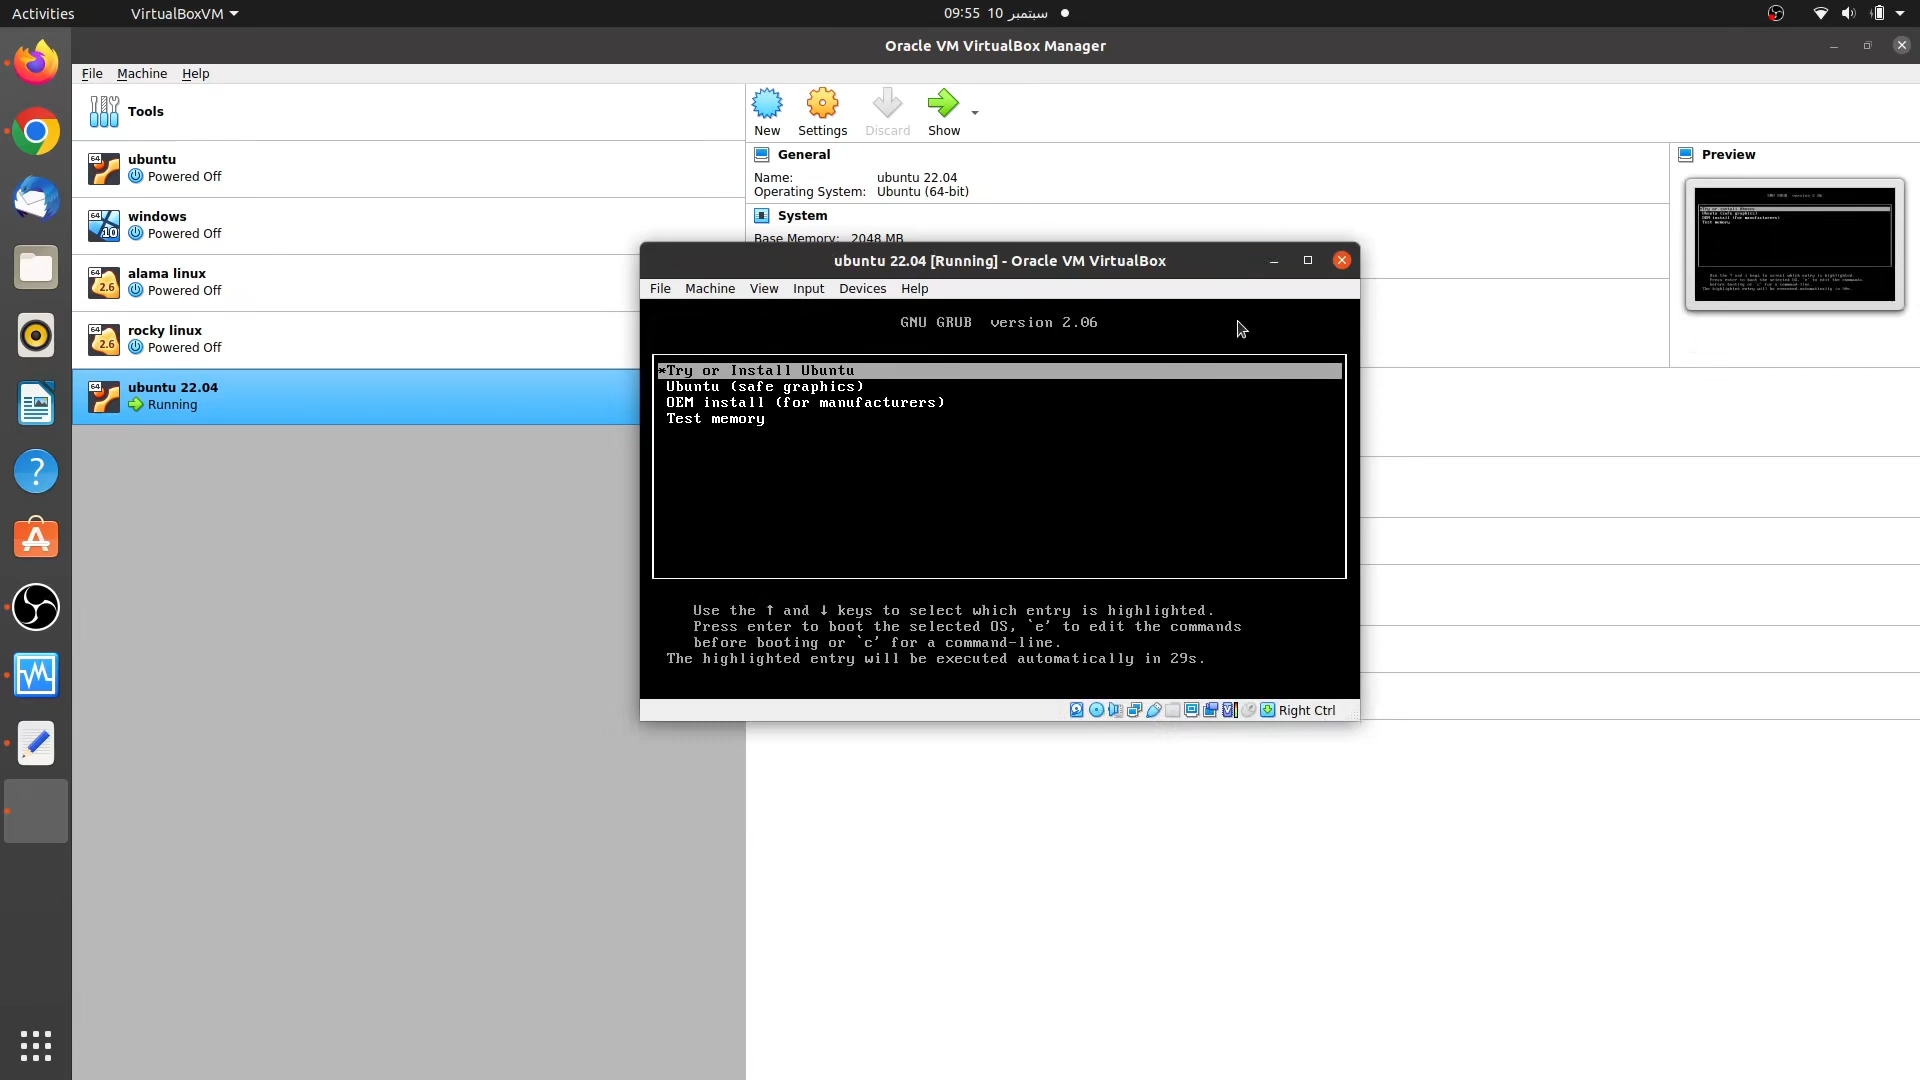 Activities
VirtualBoxVM
09:55 10 سبتمبر
Oracle VM VirtualBox Manager
File Machine Help
Tools
New Settings Discard Show
ubuntu
Powered Off
windows
Powered Off
alama linux
Powered Off
rocky linux
Powered Off
ubuntu 22.04
Running
General
Name: ubuntu 22.04
Operating System: Ubuntu (64-bit)
System
Base Memory: 2048 MB
Preview
ubuntu 22.04 [Running] - Oracle VM VirtualBox
File Machine View Input Devices Help
GNU GRUB version 2.06
*Try or Install Ubuntu
Ubuntu (safe graphics)
OEM install (for manufacturers)
Test memory
Use the ↑ and ↓ keys to select which entry is highlighted.
Press enter to boot the selected OS, `e' to edit the commands
before booting or `c' for a command-line.
The highlighted entry will be executed automatically in 29s.
Right Ctrl